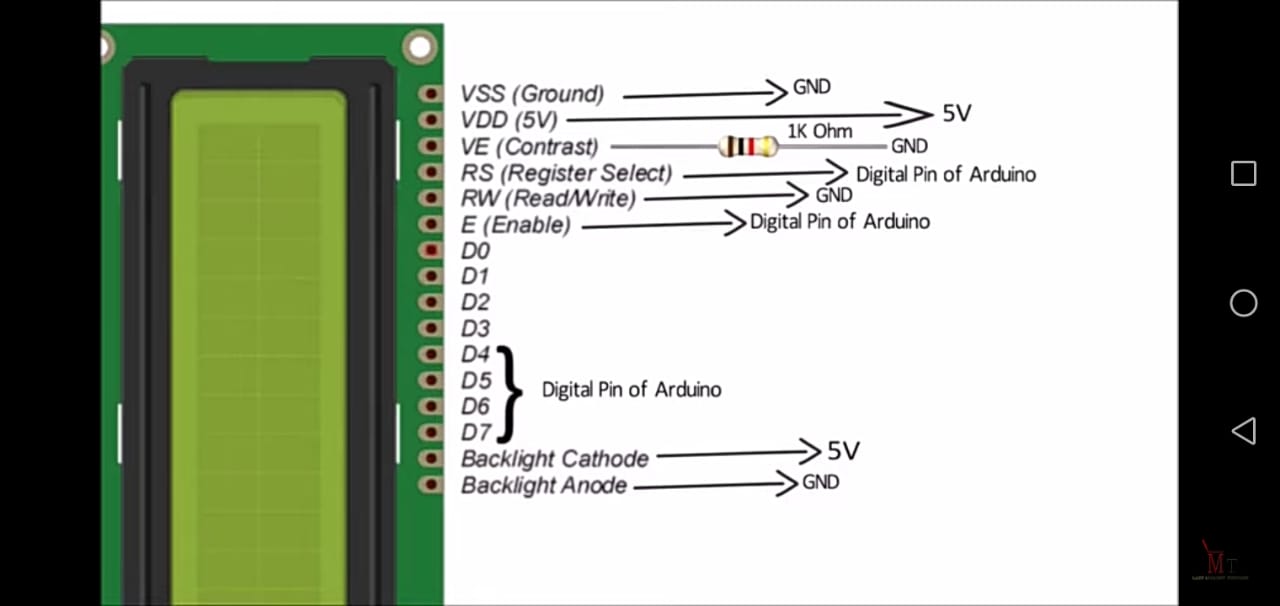 VSS (Ground) GND
VDD (5V) 5V
1K Ohm
VE (Contrast) GND
RS (Register Select) Digital Pin of Arduino
RW (Read/Write) GND
E (Enable) Digital Pin of Arduino
D0
D1
D2
D3
D4
D5
D6
D7
Digital Pin of Arduino
Backlight Cathode 5V
Backlight Anode GND
MT